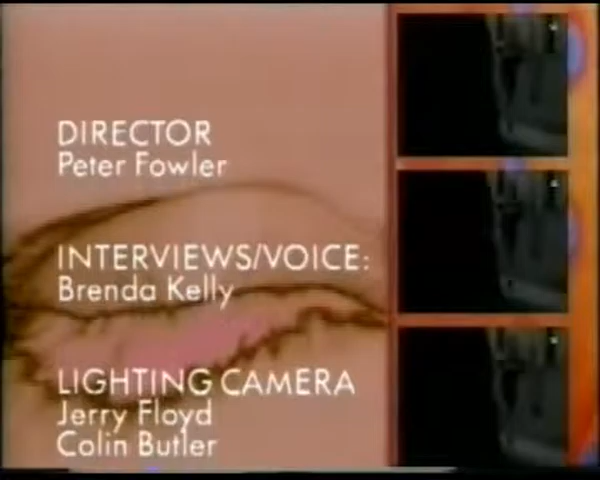 DIRECTOR
Peter Fowler
INTERVIEWS/VOICE:
Brenda Kelly
LIGHTING CAMERA
Jerry Floyd
Colin Butler